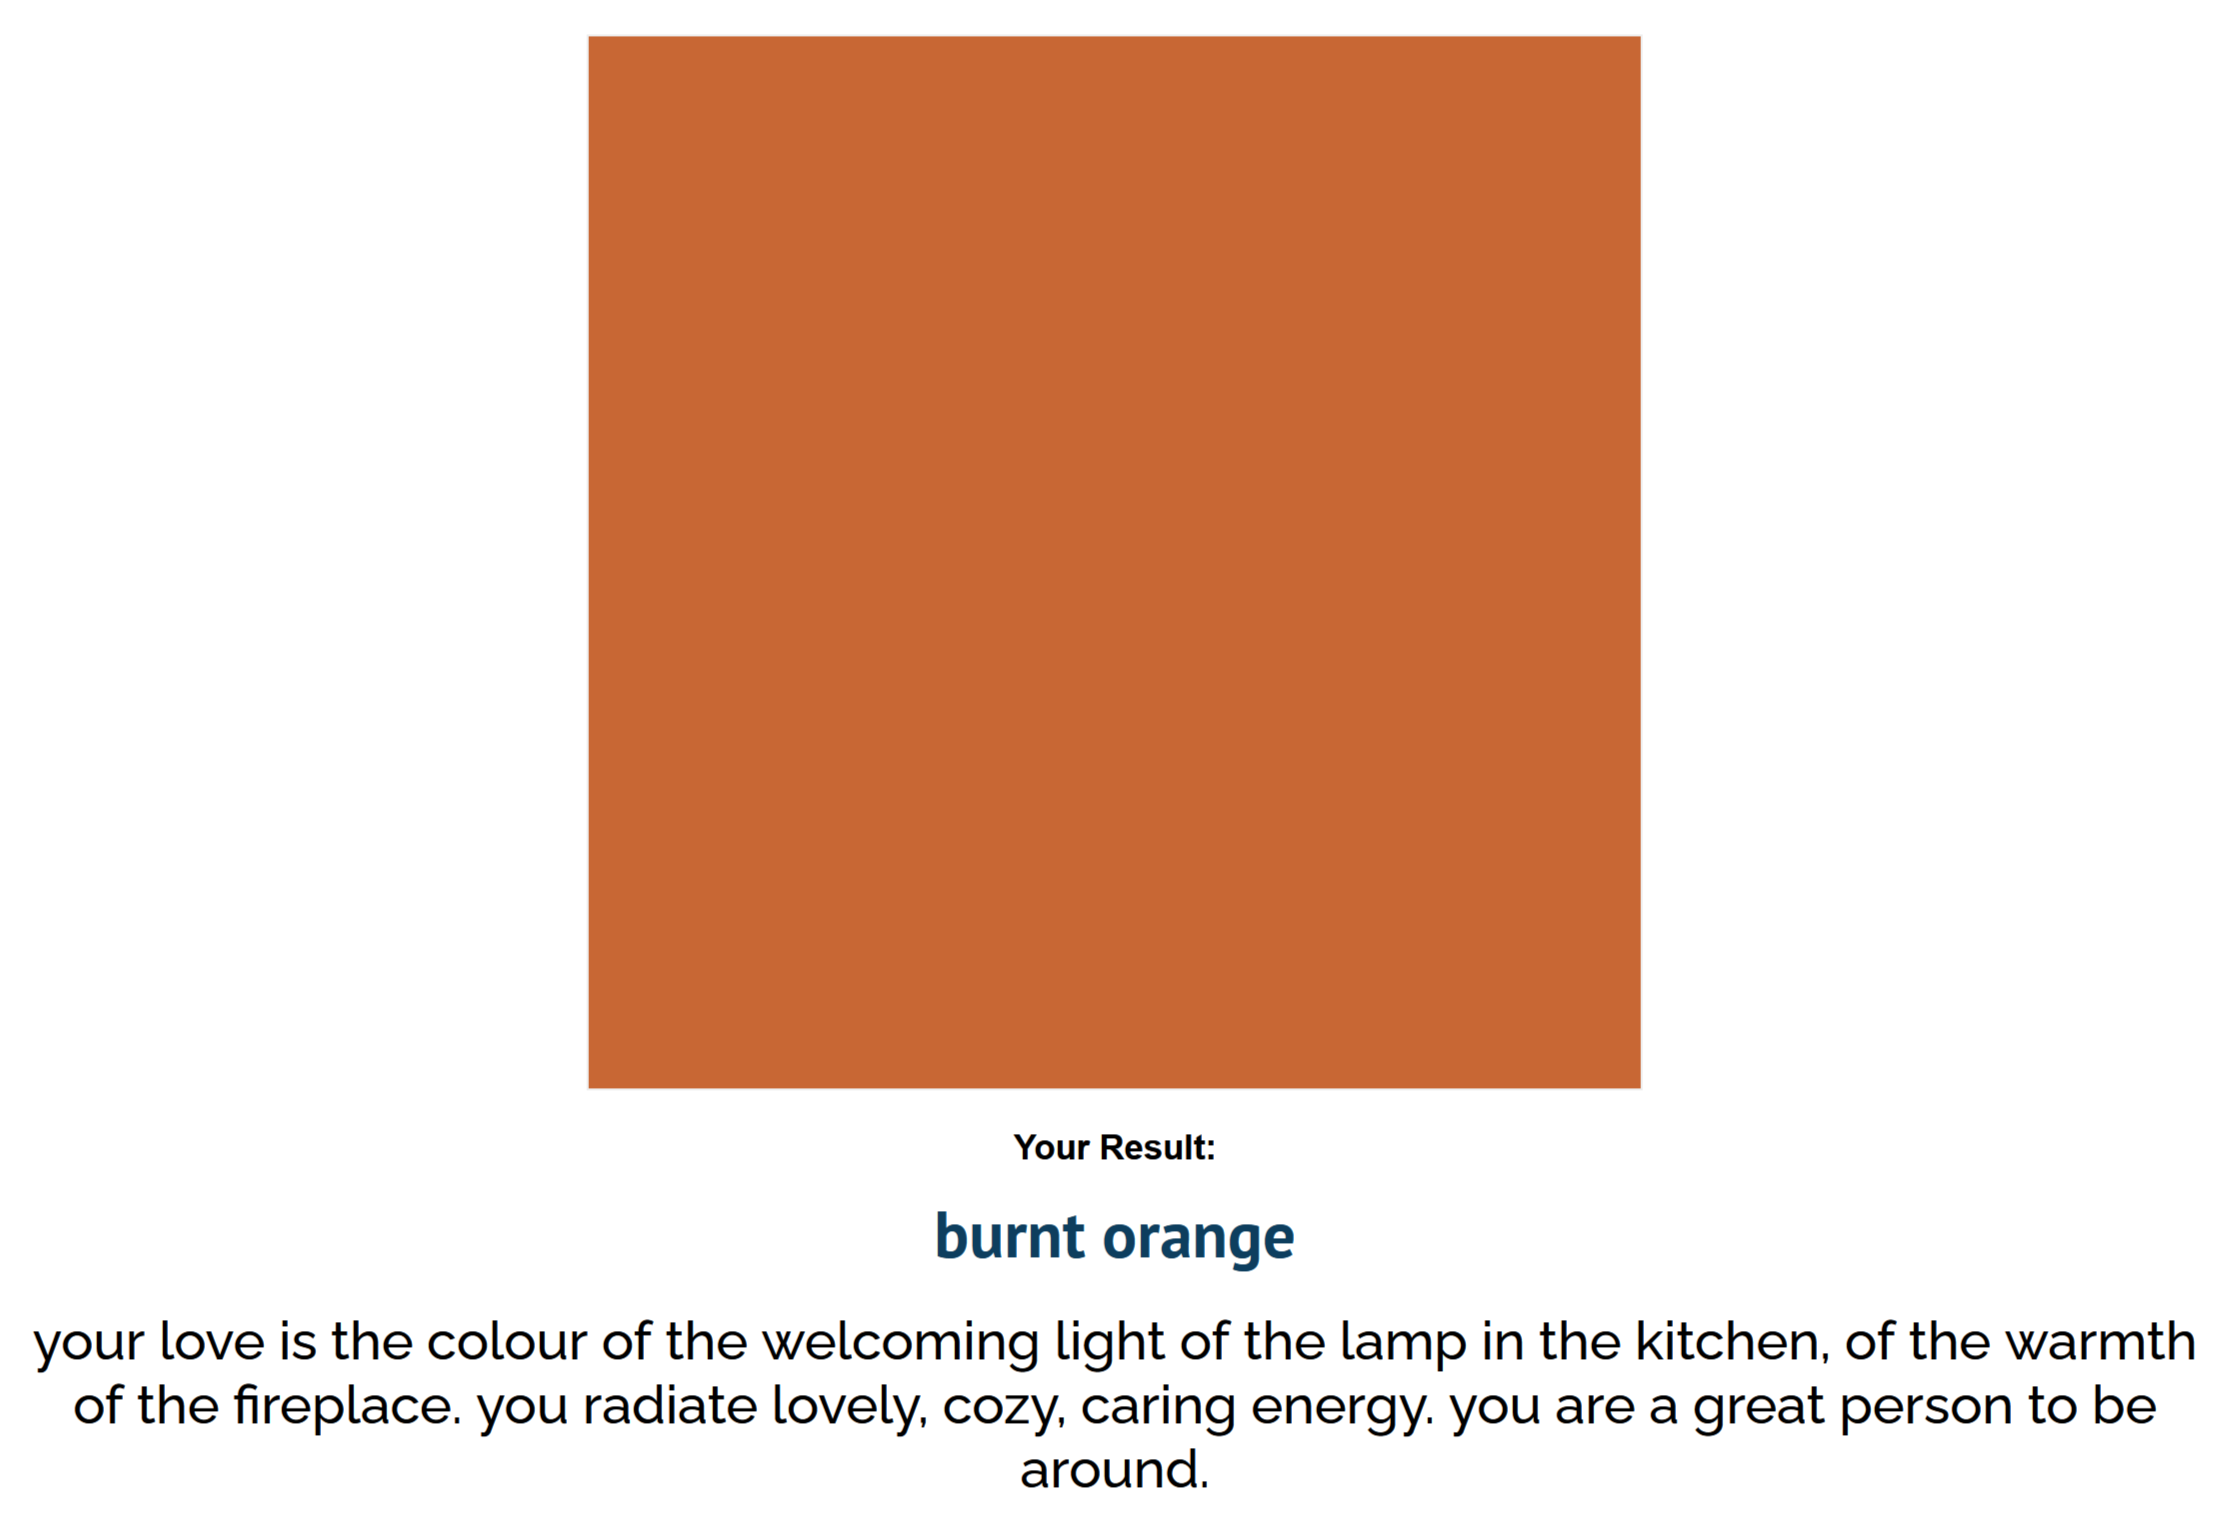 Your Result:
burnt orange
your love is the colour of the welcoming light of the lamp in the kitchen, of the warmth
of the fireplace. you radiate lovely, cozy, caring energy. you are a great person to be
around.